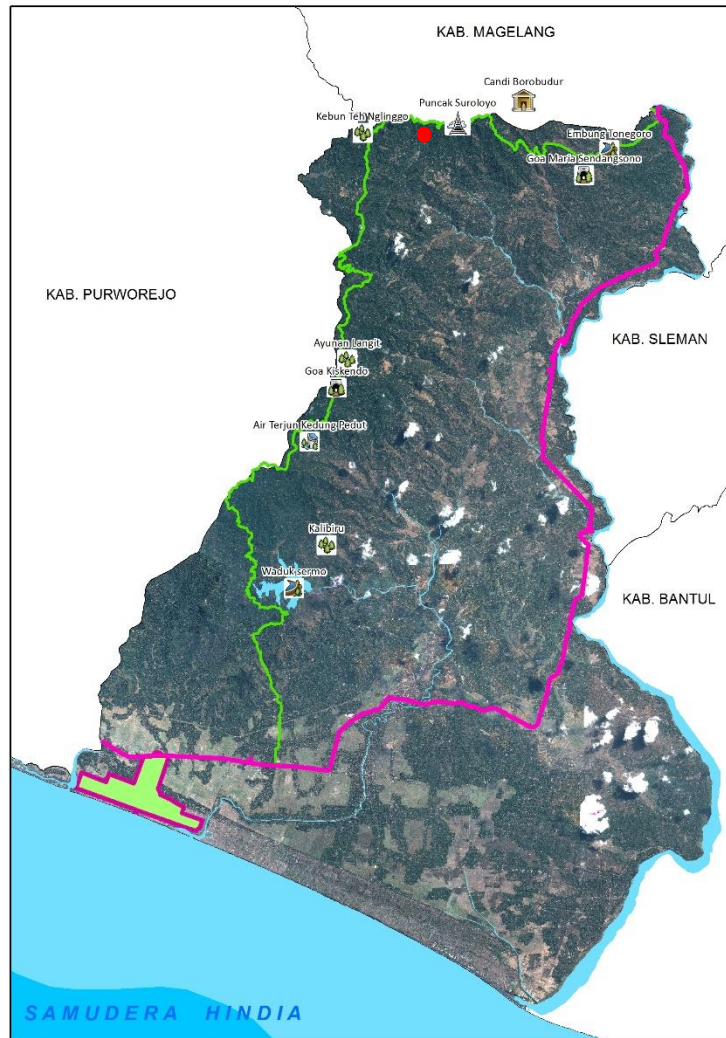 KAB. MAGELANG
Candi Borobudur
Puncak Suroloyo
Kebun Teh Nglinggo
Embung Tonegoro
Goa Maria Sendangsono
KAB. PURWOREJO
KAB. SLEMAN
Ayunan Langit
Goa Kiskendo
Air Terjun Kedung Pedut
Kalibiru
Waduk sermo
KAB. BANTUL
SAMUDERA HINDIA